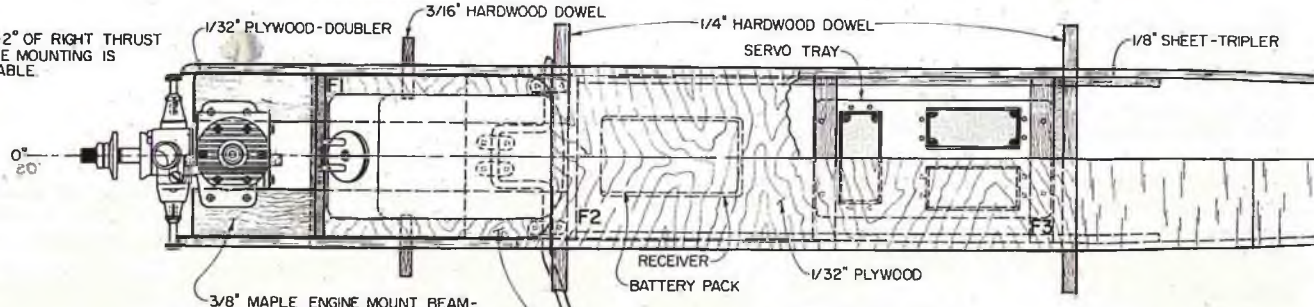 3/16" HARDWOOD DOWEL
1/4" HARDWOOD DOWEL
2° OF RIGHT THRUST
E MOUNTING IS
ABLE.
1/32" PLYWOOD-DOUBLER
SERVO TRAY
1/8" SHEET-TRIPLER
F1
0°
F2
F3
RECEIVER
1/32" PLYWOOD
BATTERY PACK
3/8" MAPLE ENGINE MOUNT BEAM-